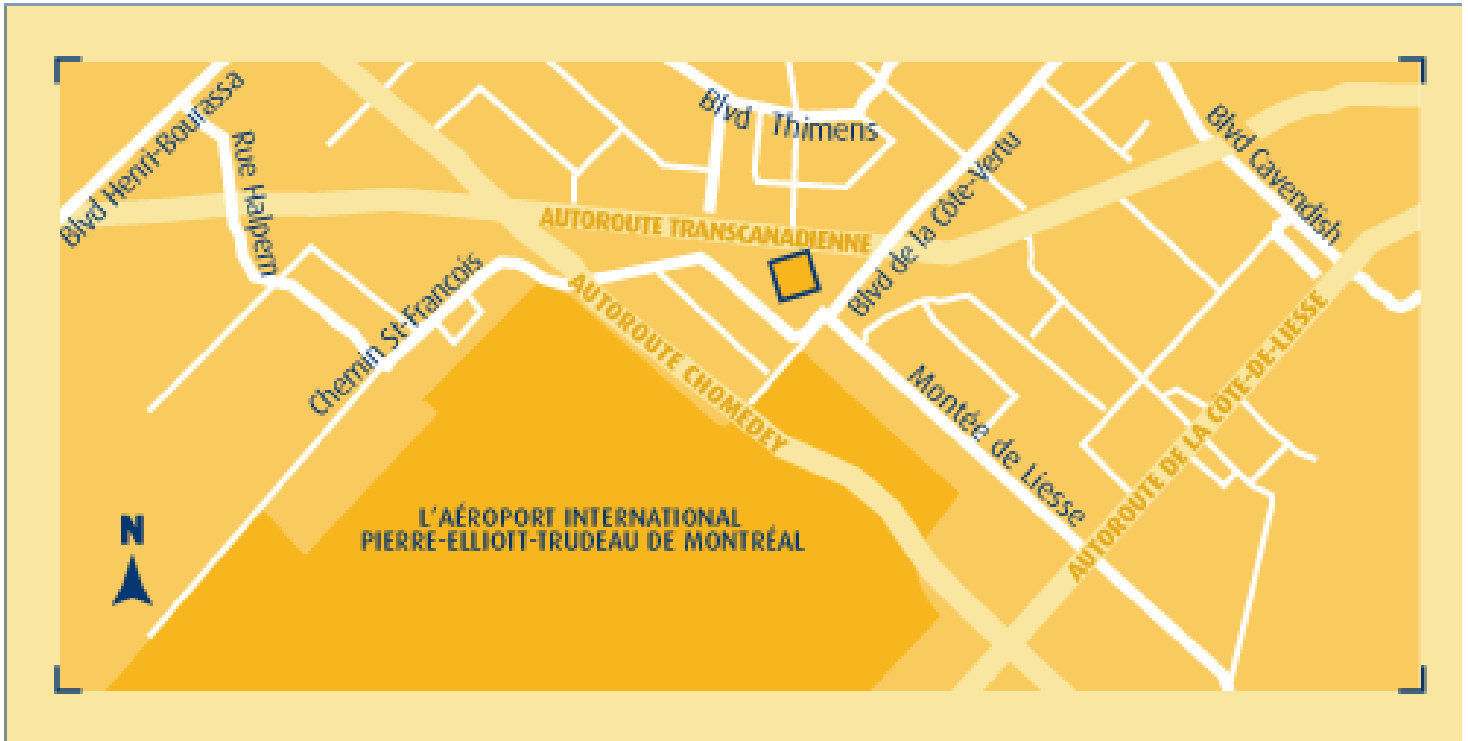 Blvd Henri-Bourassa
Rue Halpern
Blvd Thimens
Blvd de la Côte-Vertu
Blvd Cavendish
AUTOROUTE TRANSCANADIENNE
Chemin St-François
AUTOROUTE CHOMEDEY
Montée de Liesse
AUTOROUTE DE LA CÔTE-DE-LIESSE
L'AÉROPORT INTERNATIONAL
PIERRE-ELLIOTT-TRUDEAU DE MONTRÉAL
N